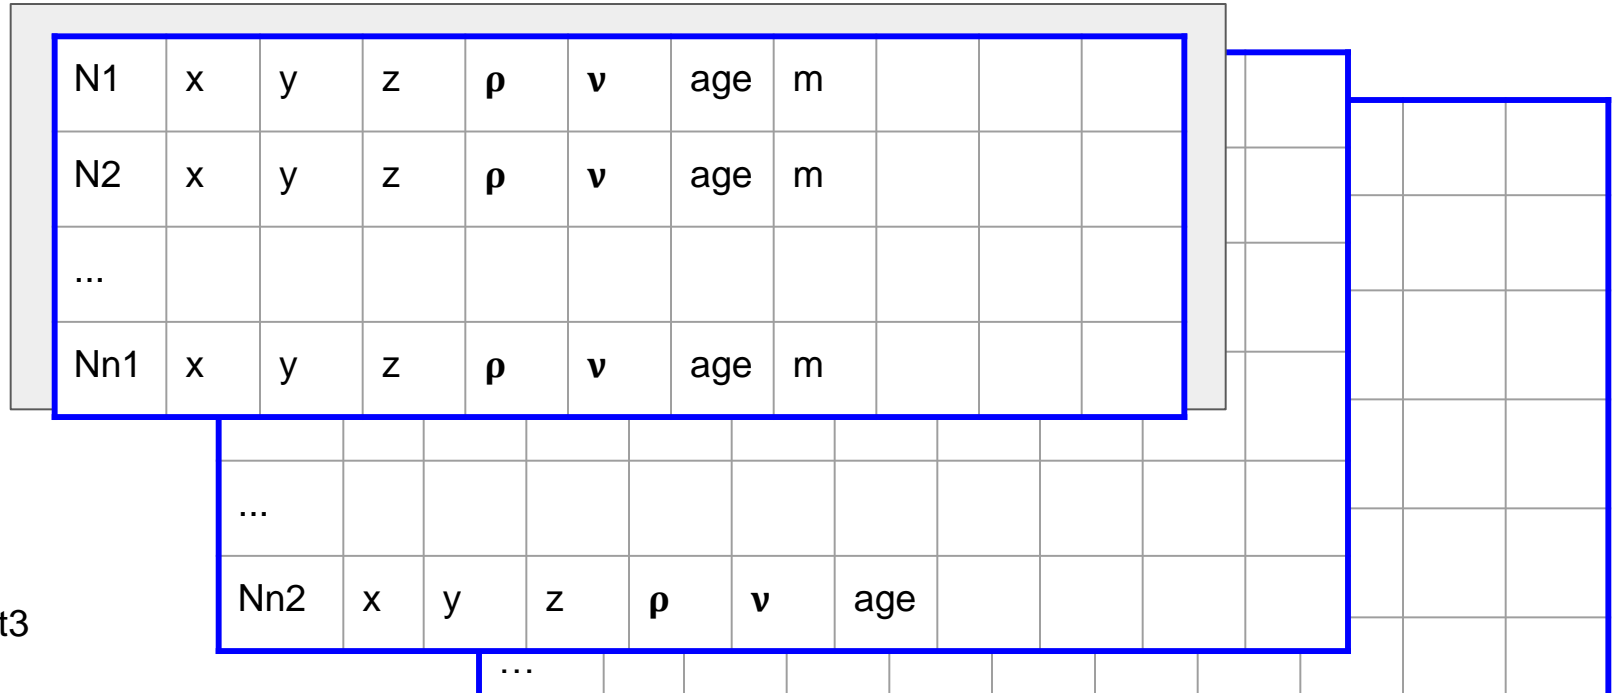 N1 x y z ρ ν age m
N2 x y z ρ ν age m
...
Nn1 x y z ρ ν age m
...
Nn2 x y z ρ ν age
t3
...